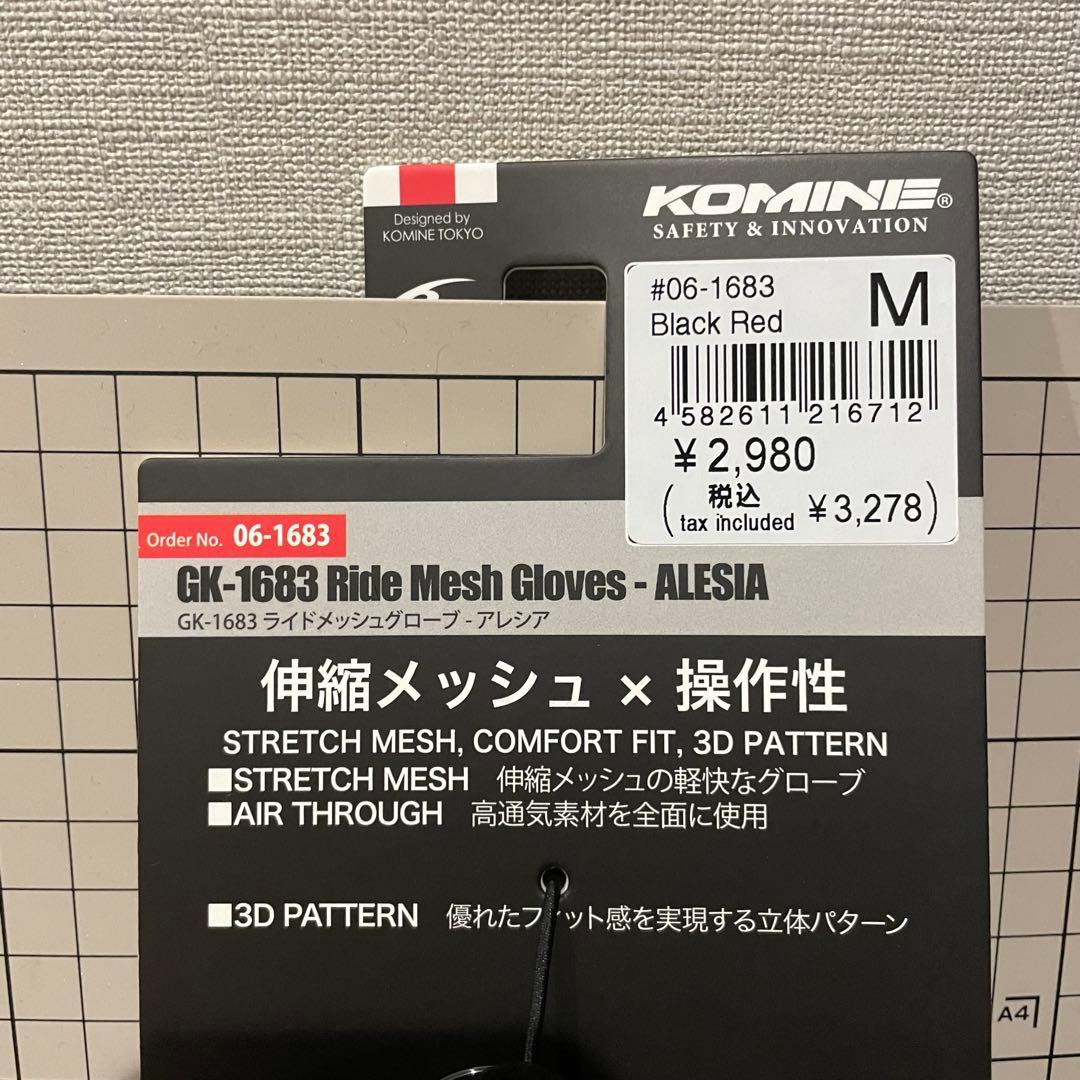 Designed by
KOMINE TOKYO
KOMINE®
SAFETY & INNOVATION
#06-1683
M
Black Red
4 582611 216712
¥2,980
(税込 tax included ¥3,278)
Order No. 06-1683
GK-1683 Ride Mesh Gloves - ALESIA
GK-1683 ライドメッシュグローブ - アレシア
伸縮メッシュ × 操作性
STRETCH MESH, COMFORT FIT, 3D PATTERN
■STRETCH MESH 伸縮メッシュの軽快なグローブ
■AIR THROUGH 高通気素材を全面に使用
■3D PATTERN 優れたフィット感を実現する立体パターン
A4